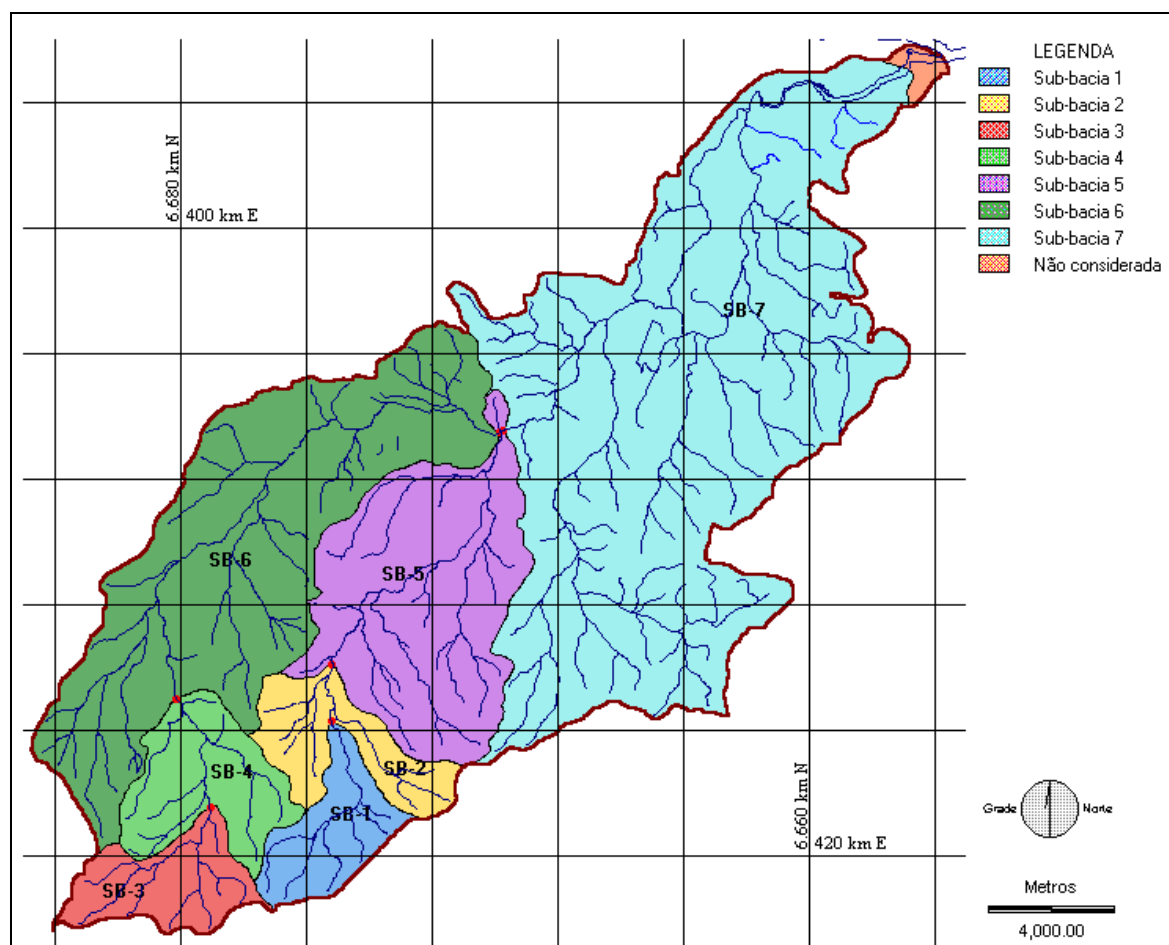 LEGENDA
Sub-bacia 1
Sub-bacia 2
Sub-bacia 3
Sub-bacia 4
Sub-bacia 5
Sub-bacia 6
Sub-bacia 7
Não considerada
6.680 km N
400 km E
SB-7
SB-6
SB-5
SB-4
SB-2
SB-1
SB-3
6.660 km N
420 km E
Grade Norte
Metros
4,000.00